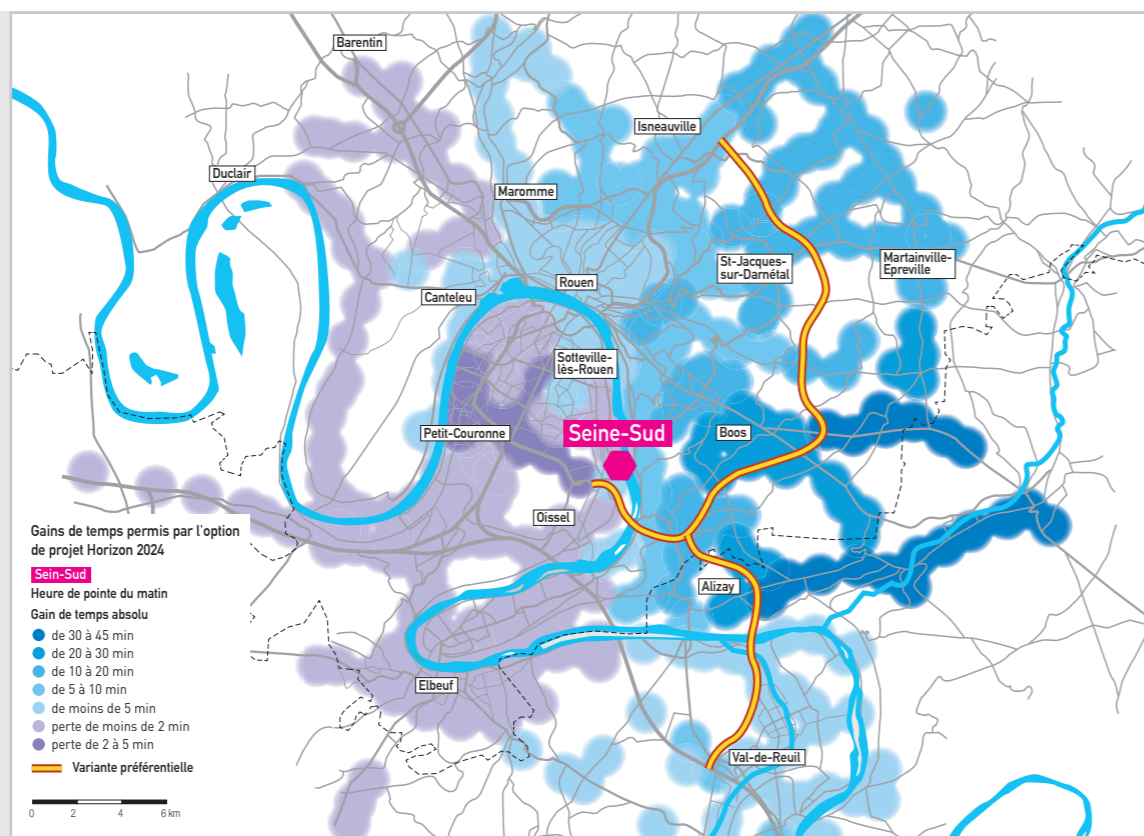 Barentin
Isneauville
Duclair
Maromme
St-Jacques-
sur-Darnétal
Martainville-
Epreville
Canteleu
Rouen
Sotteville-
lès-Rouen
Petit-Couronne
Seine-Sud
Boos
Oissel
Alizay
Elbeuf
Val-de-Reuil
Gains de temps permis par l'option
de projet Horizon 2024
Sein-Sud
Heure de pointe du matin
Gain de temps absolu
de 30 à 45 min
de 20 à 30 min
de 10 à 20 min
de 5 à 10 min
de moins de 5 min
perte de moins de 2 min
perte de 2 à 5 min
Variante préférentielle
0 2 4 6 km